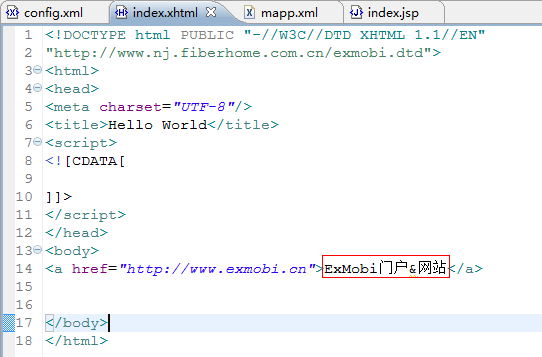 config.xml index.xhtml mapp.xml index.jsp
1 <!DOCTYPE html PUBLIC "-//W3C//DTD XHTML 1.1//EN"
2 "http://www.nj.fiberhome.com.cn/exmobi.dtd">
3 <html>
4 <head>
5 <meta charset="UTF-8"/>
6 <title>Hello World</title>
7 <script>
8 <![CDATA[
9
10 ]]>
11 </script>
12 </head>
13 <body>
14 <a href="http://www.exmobi.cn">ExMobi门户&网站</a>
15
16
17 </body>
18 </html>